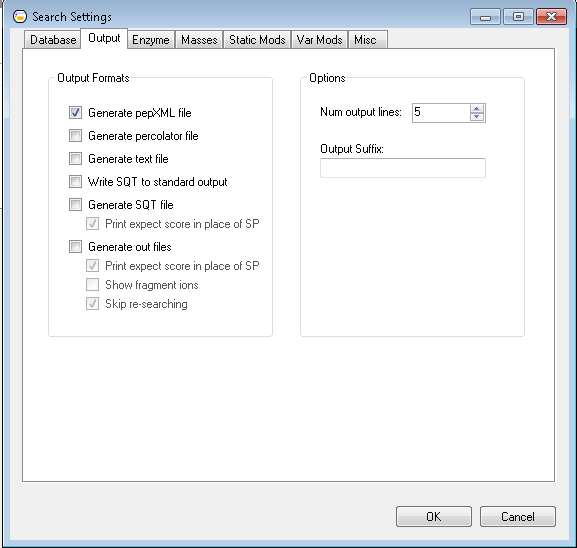 Search Settings
Database Output Enzyme Masses Static Mods Var Mods Misc
Output Formats
Generate pepXML file
Generate percolator file
Generate text file
Write SQT to standard output
Generate SQT file
Print expect score in place of SP
Generate out files
Print expect score in place of SP
Show fragment ions
Skip re-searching
Options
Num output lines: 5
Output Suffix:
OK Cancel